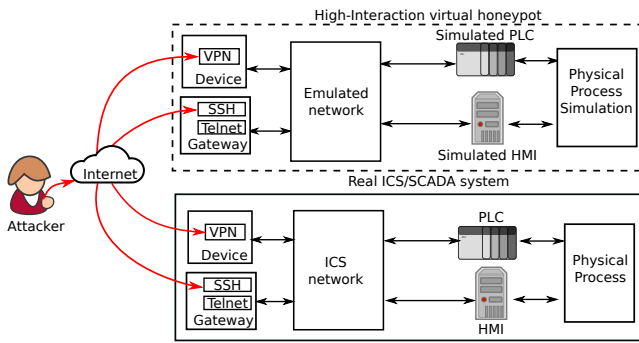 High-Interaction virtual honeypot
VPN
Device
SSH
Telnet
Gateway
Emulated
network
Simulated PLC
Simulated HMI
Physical
Process
Simulation
Internet
Attacker
Real ICS/SCADA system
VPN
Device
SSH
Telnet
Gateway
ICS
network
PLC
HMI
Physical
Process